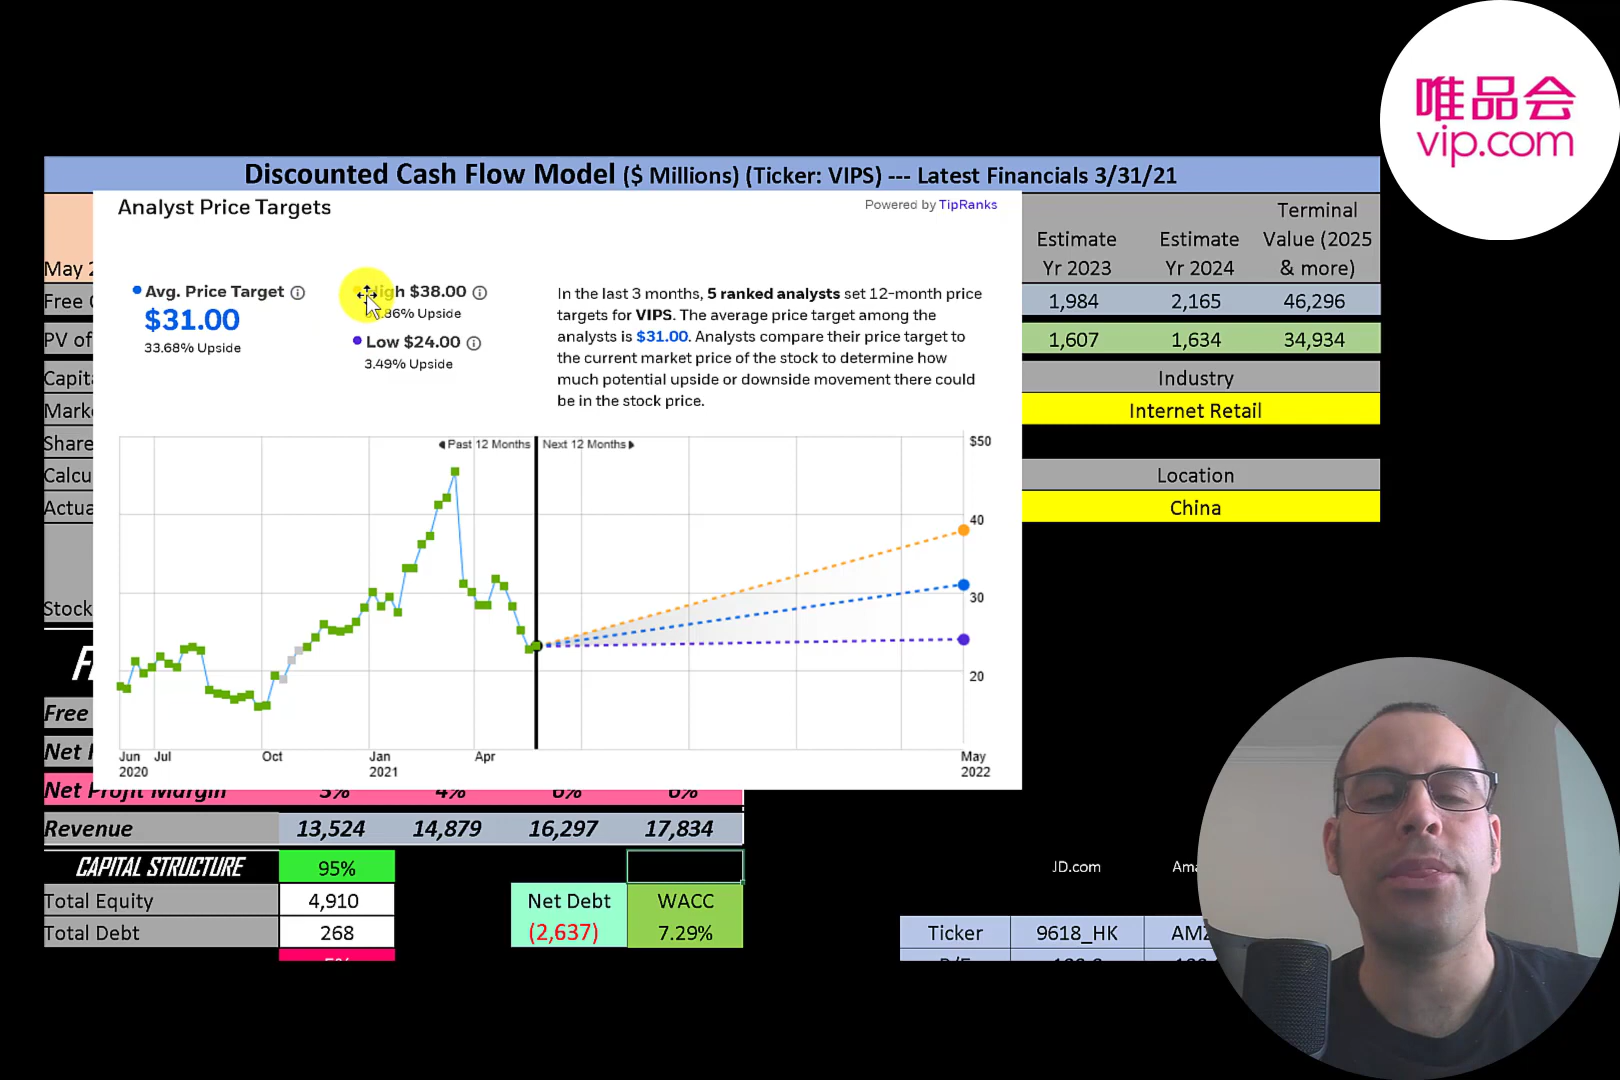 唯品会
vip.com
Discounted Cash Flow Model ($ Millions) (Ticker: VIPS) --- Latest Financials 3/31/21
Analyst Price Targets
Powered by TipRanks
Avg. Price Target
$31.00
33.68% Upside
$38.00
Upside
Low $24.00
3.49% Upside
In the last 3 months, 5 ranked analysts set 12-month price
targets for VIPS. The average price target among the
analysts is $31.00. Analysts compare their price target to
the current market price of the stock to determine how
much potential upside or downside movement there could
be in the stock price.
Past 12 Months
Next 12 Months
$50
40
30
20
Jun
2020
Jul
Oct
Jan
2021
Apr
May
2022
Estimate
Yr 2023
Estimate
Yr 2024
Terminal
Value (2025
& more)
1,984 2,165 46,296
1,607 1,634 34,934
Industry
Internet Retail
Location
China
May
Free
PV of
Stock
Free
Net
Net Profit Margin
6% 6%
Revenue 13,524 14,879 16,297 17,834
CAPITAL STRUCTURE 95%
Total Equity 4,910
Total Debt 268
Net Debt WACC
(2,637) 7.29%
JD.com
Ticker 9618_HK